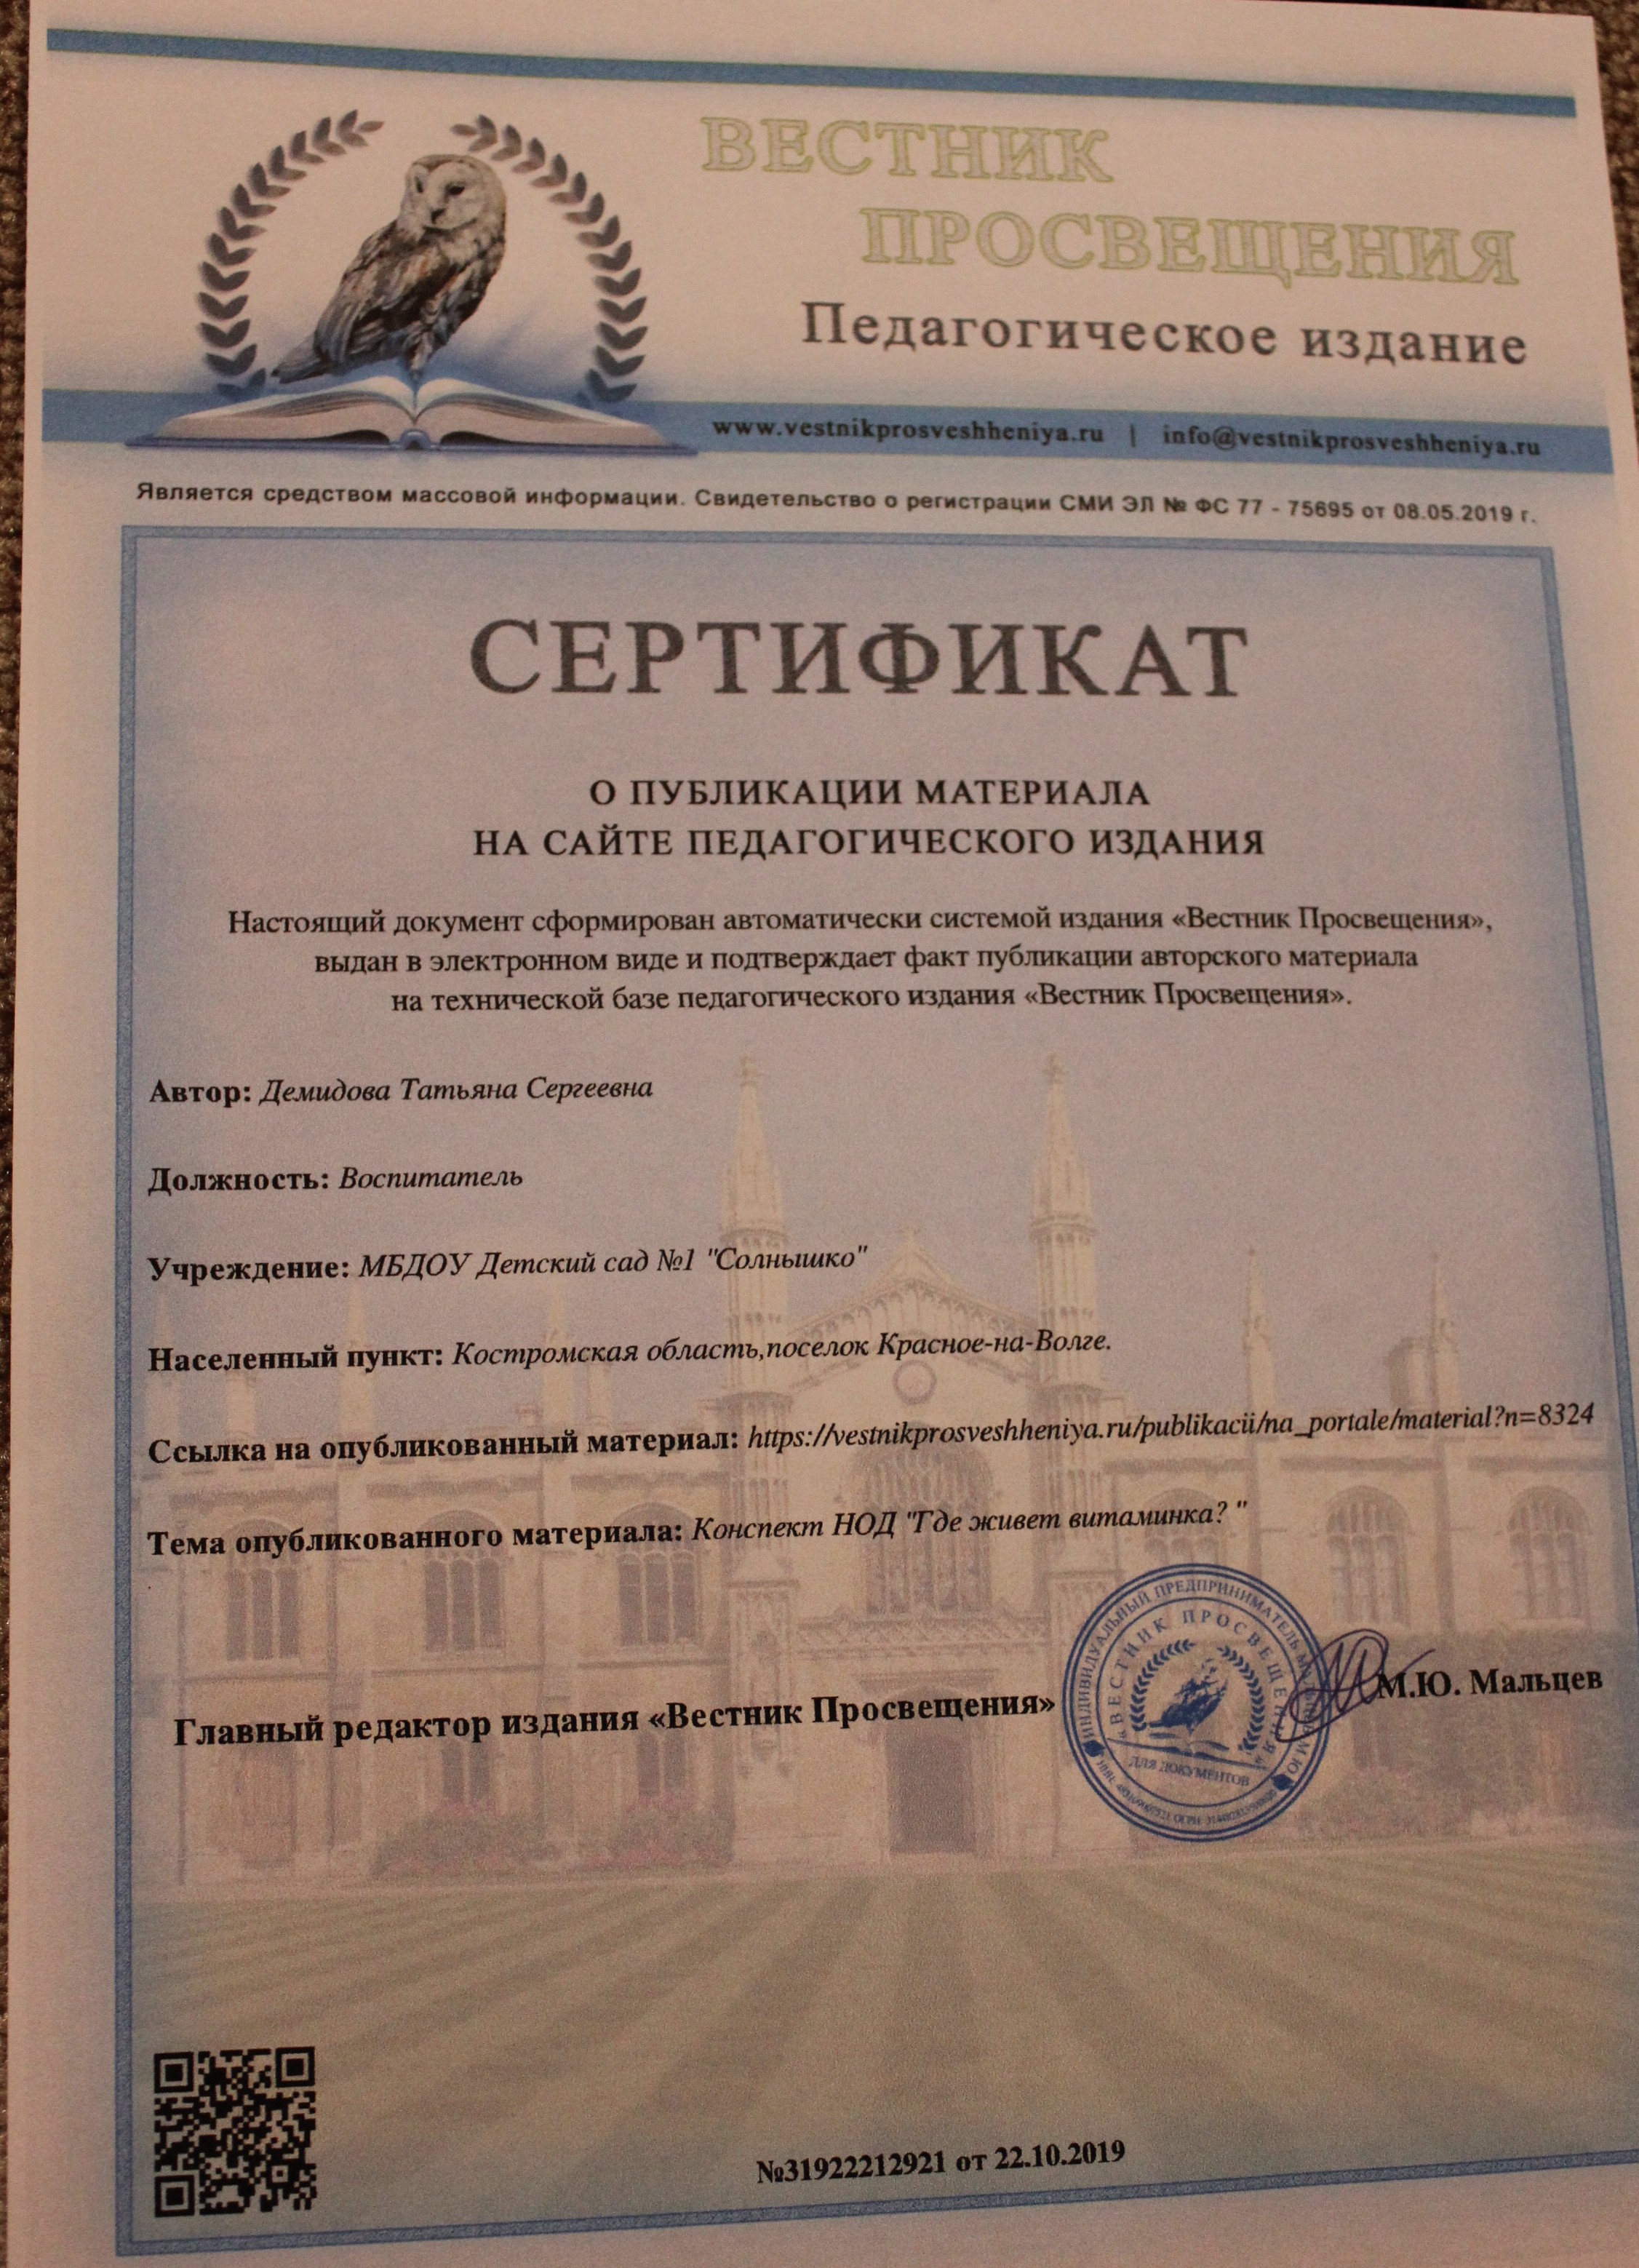 ВЕСТНИК
ПРОСВЕЩЕНИЯ
Педагогическое издание
www.vestnikprosveshheniya.ru | info@vestnikprosveshheniya.ru
Является средством массовой информации. Свидетельство о регистрации СМИ ЭЛ № ФС 77 - 75695 от 08.05.2019 г.
СЕРТИФИКАТ
О ПУБЛИКАЦИИ МАТЕРИАЛА
НА САЙТЕ ПЕДАГОГИЧЕСКОГО ИЗДАНИЯ
Настоящий документ сформирован автоматически системой издания «Вестник Просвещения»,
выдан в электронном виде и подтверждает факт публикации авторского материала
на технической базе педагогического издания «Вестник Просвещения».
Автор: Демидова Татьяна Сергеевна
Должность: Воспитатель
Учреждение: МБДОУ Детский сад №1 "Солнышко"
Населенный пункт: Костромская область,поселок Красное-на-Волге.
Ссылка на опубликованный материал: https://vestnikprosveshheniya.ru/publikacii/na_portale/material?n=8324
Тема опубликованного материала: Конспект НОД "Где живет витаминка? "
ИНДИВИДУАЛЬНЫЙ ПРЕДПРИНИМАТЕЛЬ
«ВЕСТНИК ПРОСВЕЩЕНИЯ»
ДЛЯ ДОКУМЕНТОВ
Главный редактор издания «Вестник Просвещения»
М.Ю. Мальцев
№31922212921 от 22.10.2019